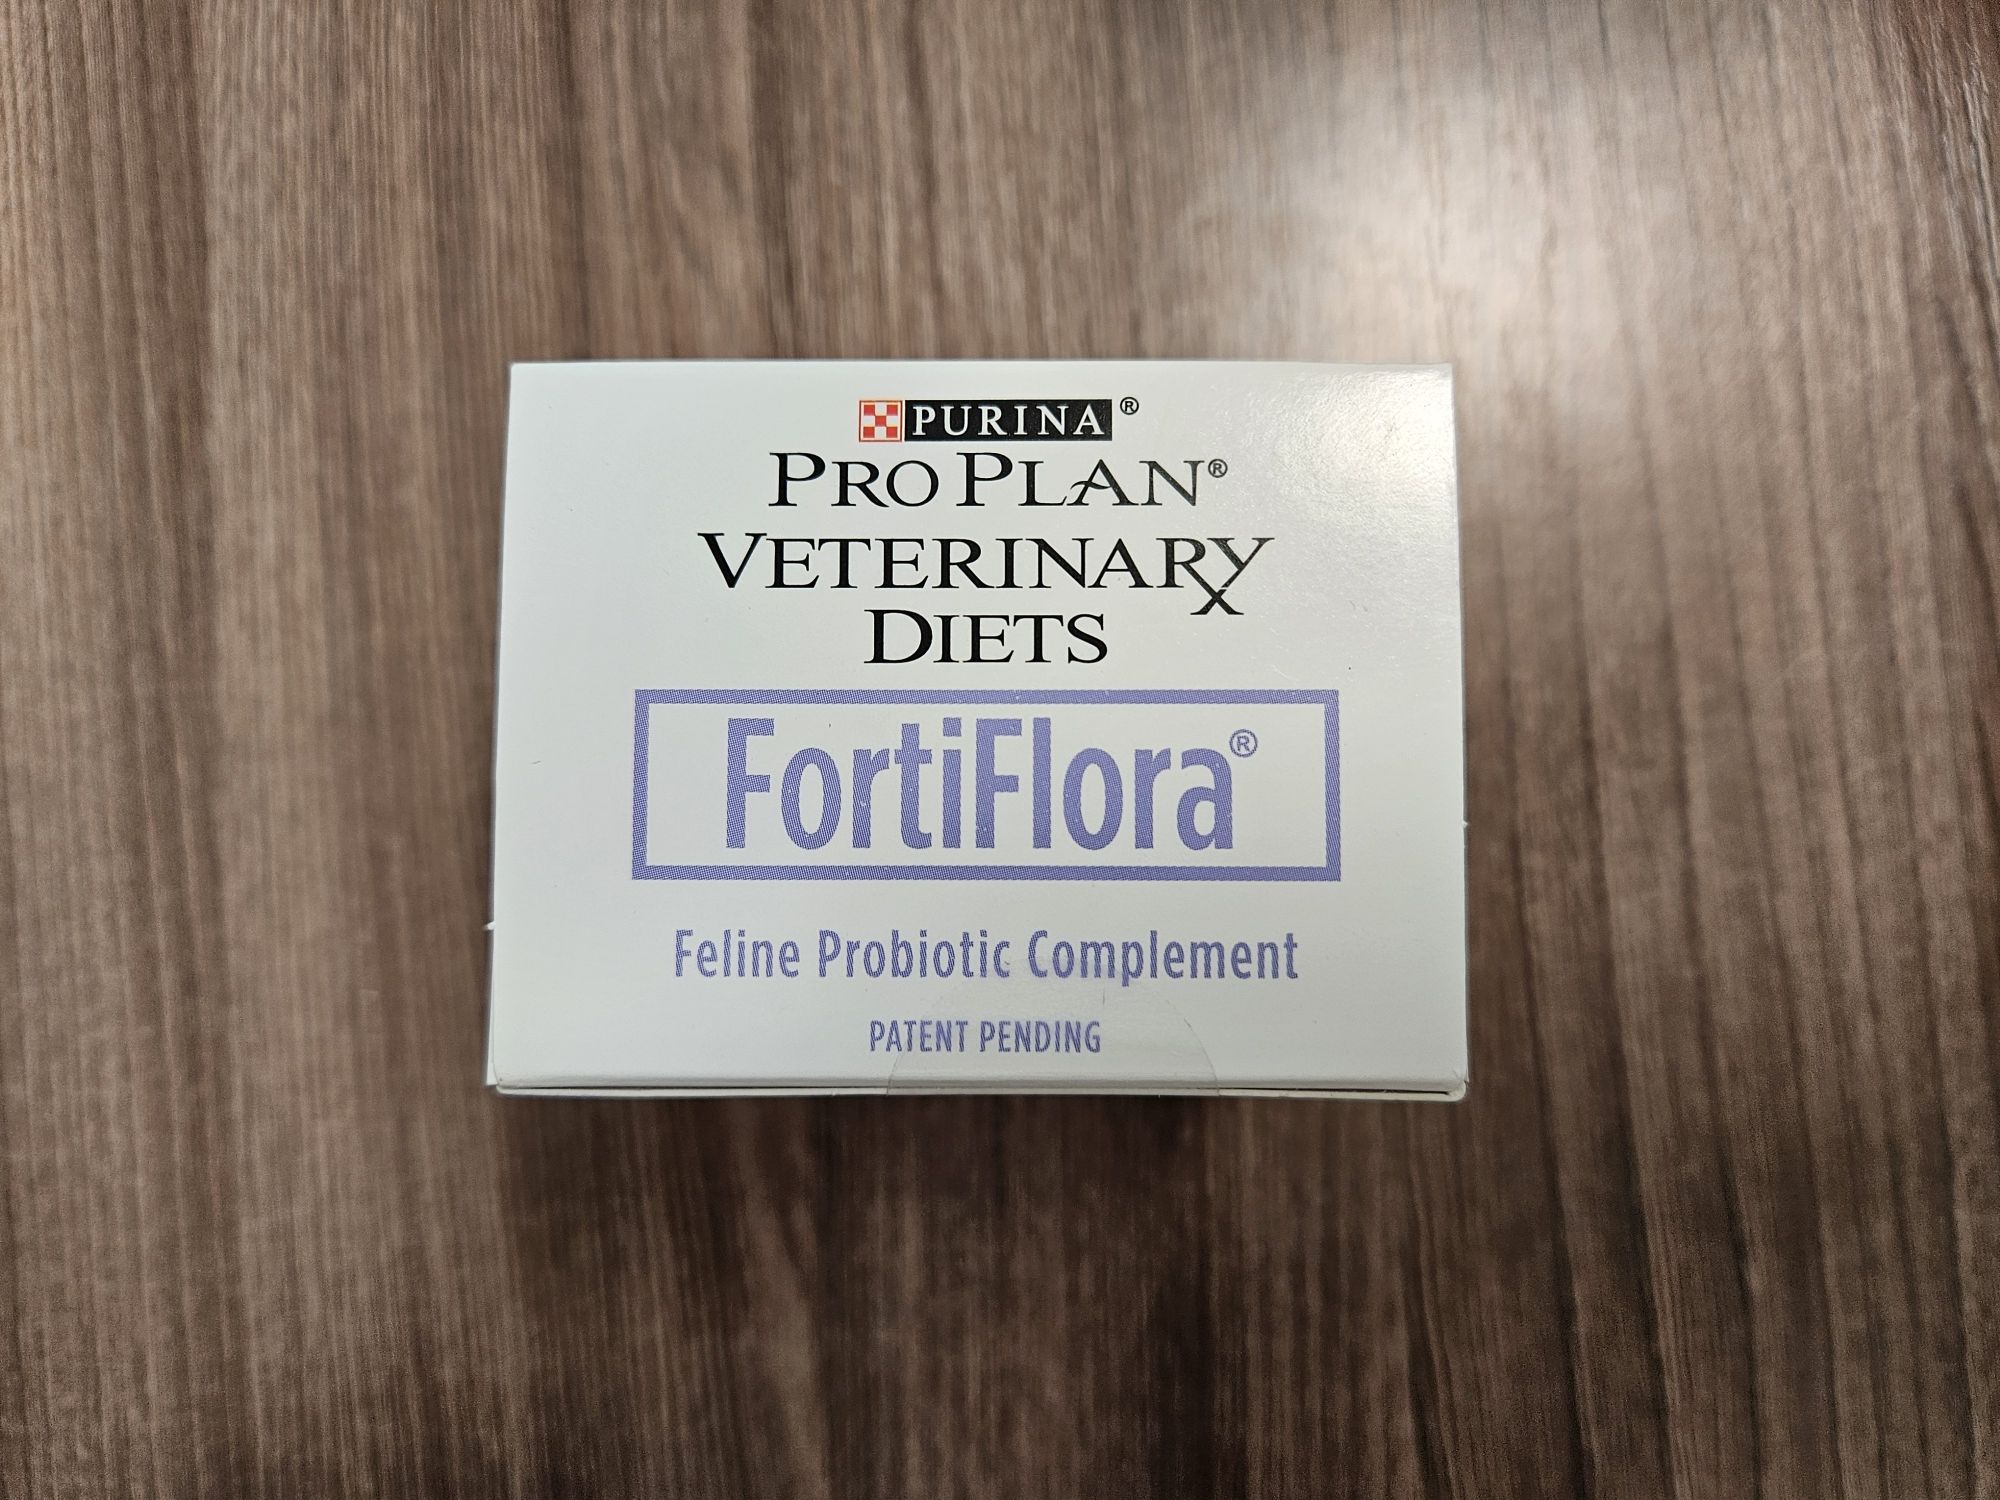 PURINA®
PRO PLAN®
VETERINARY
DIETS
FortiFlora®
Feline Probiotic Complement
PATENT PENDING